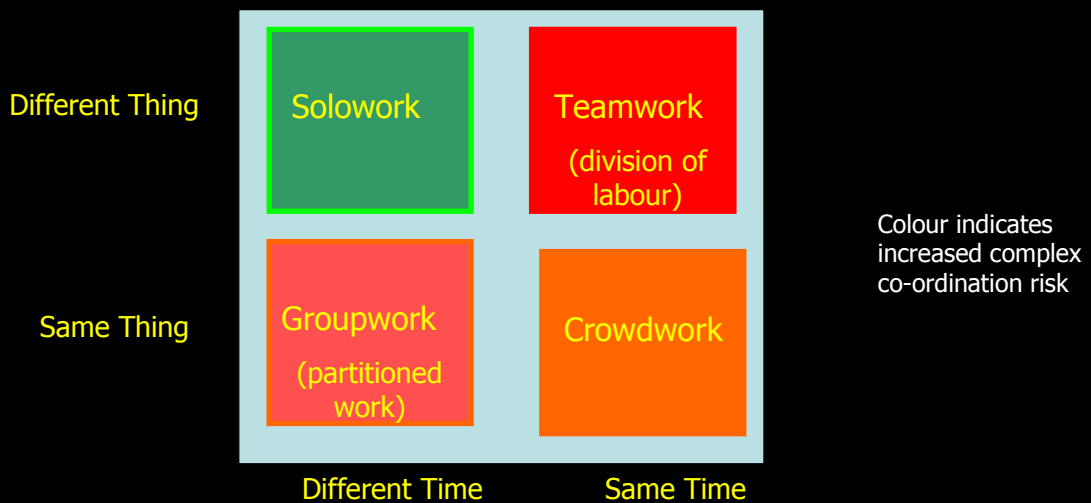 Different Thing
Solowork
Teamwork
(division of
labour)
Colour indicates
increased complex
co-ordination risk
Same Thing
Groupwork
(partitioned
work)
Crowdwork
Different Time
Same Time